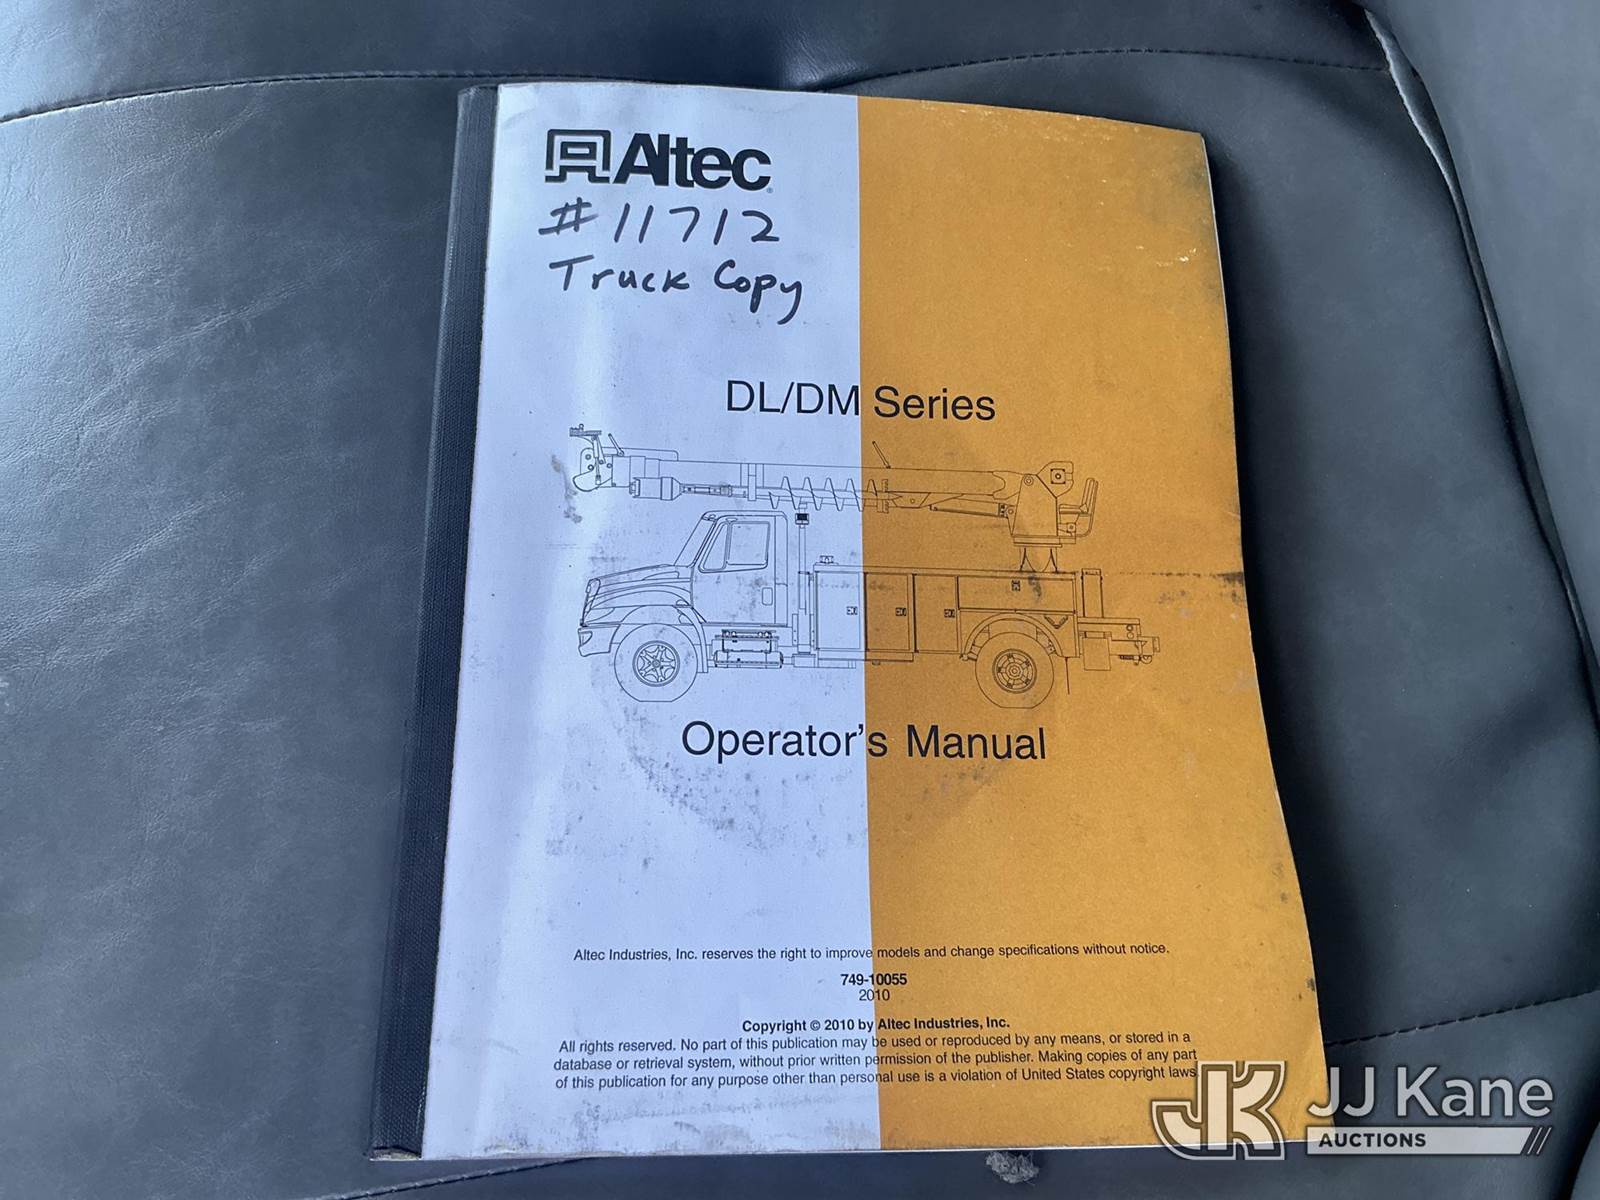 Altec
#11712
Truck Copy
DL/DM Series
Operator's Manual
Altec Industries, Inc. reserves the right to improve models and change specifications without notice.
749-10055
2010
Copyright © 2010 by Altec Industries, Inc.
All rights reserved. No part of this publication may be used or reproduced by any means, or stored in a
database or retrieval system, without prior written permission of the publisher. Making copies of any part
of this publication for any purpose other than personal use is a violation of United States copyright laws.
JK JJ Kane
AUCTIONS